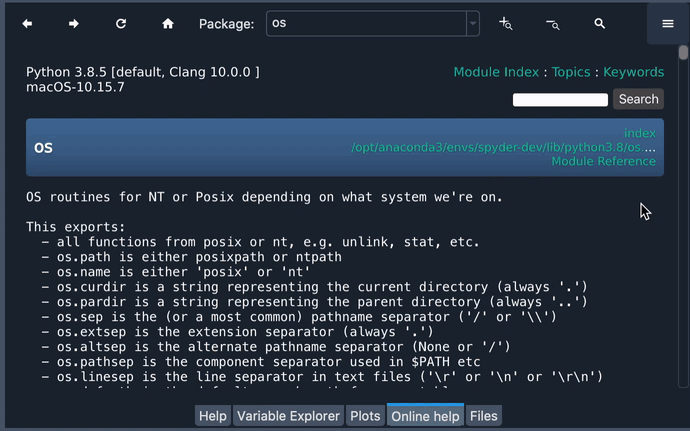 Package: os
Python 3.8.5 [default, Clang 10.0.0 ]
macOS-10.15.7
Module Index : Topics : Keywords
Search
os
index
/opt/anaconda3/envs/spyder-dev/lib/python3.8/os....
Module Reference
OS routines for NT or Posix depending on what system we're on.
This exports:
- all functions from posix or nt, e.g. unlink, stat, etc.
- os.path is either posixpath or ntpath
- os.name is either 'posix' or 'nt'
- os.curdir is a string representing the current directory (always '.')
- os.pardir is a string representing the parent directory (always '..')
- os.sep is the (or a most common) pathname separator ('/' or '\\')
- os.extsep is the extension separator (always '.')
- os.altsep is the alternate pathname separator (None or '/')
- os.pathsep is the component separator used in $PATH etc
- os.linesep is the line separator in text files ('\r' or '\n' or '\r\n')
Help Variable Explorer Plots Online help Files